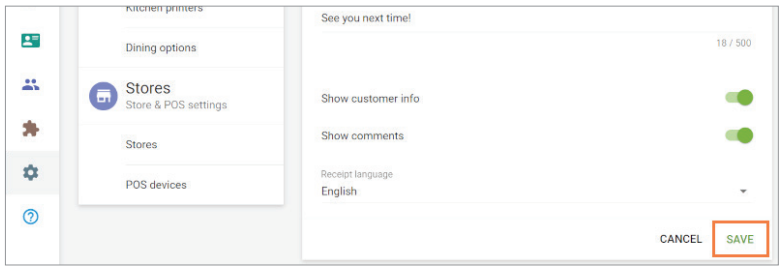 Kitchen printers
Dining options
Stores
Store & POS settings
Stores
POS devices
See you next time!
18 / 500
Show customer info
Show comments
Receipt language
English
CANCEL SAVE